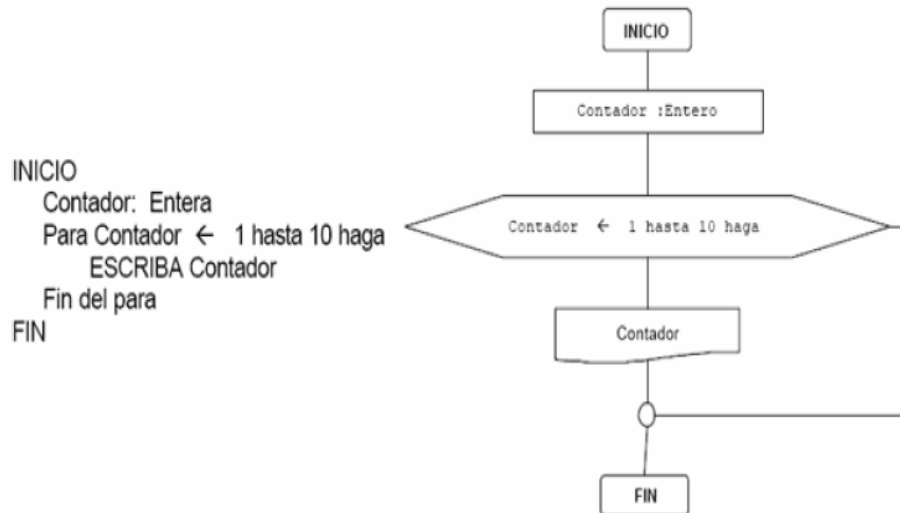 INICIO
Contador: Entera
Para Contador ← 1 hasta 10 haga
ESCRIBA Contador
Fin del para
FIN
INICIO
Contador :Entero
Contador ← 1 hasta 10 haga
Contador
FIN